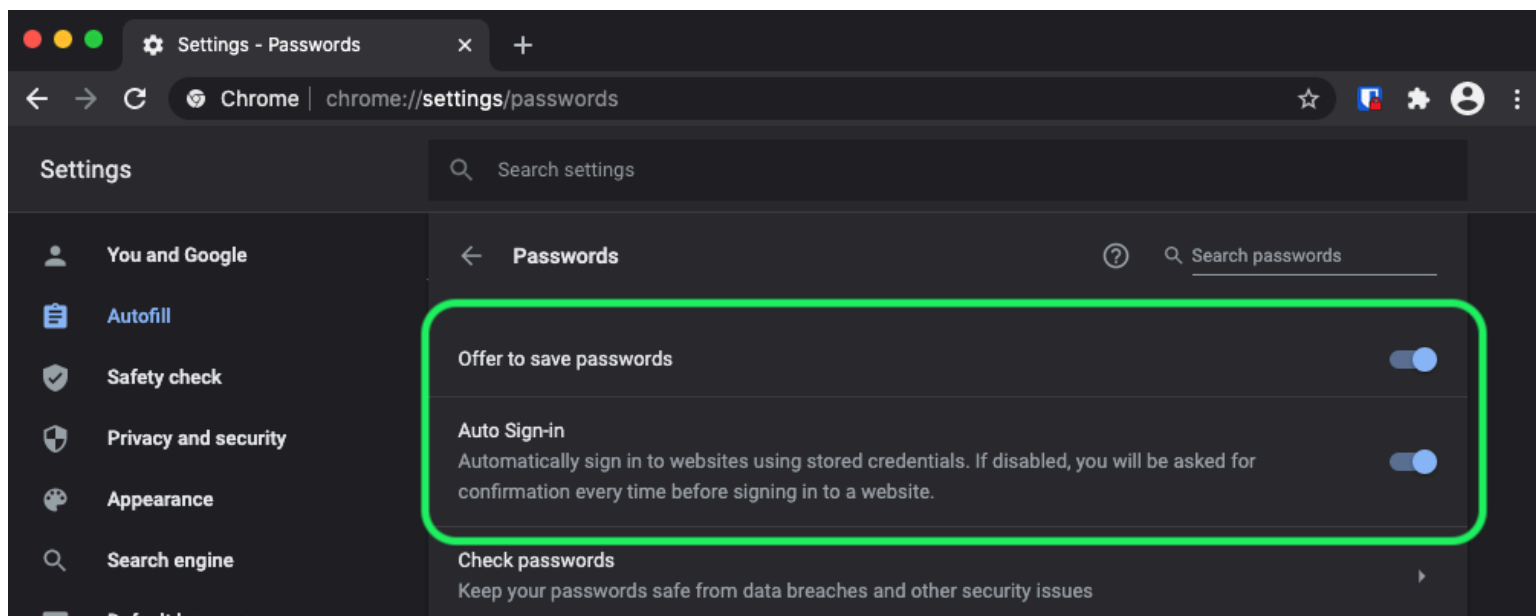 Settings - Passwords
Chrome | chrome://settings/passwords
Settings
Search settings
You and Google
Autofill
Safety check
Privacy and security
Appearance
Search engine
Passwords
Search passwords
Offer to save passwords
Auto Sign-in
Automatically sign in to websites using stored credentials. If disabled, you will be asked for
confirmation every time before signing in to a website.
Check passwords
Keep your passwords safe from data breaches and other security issues